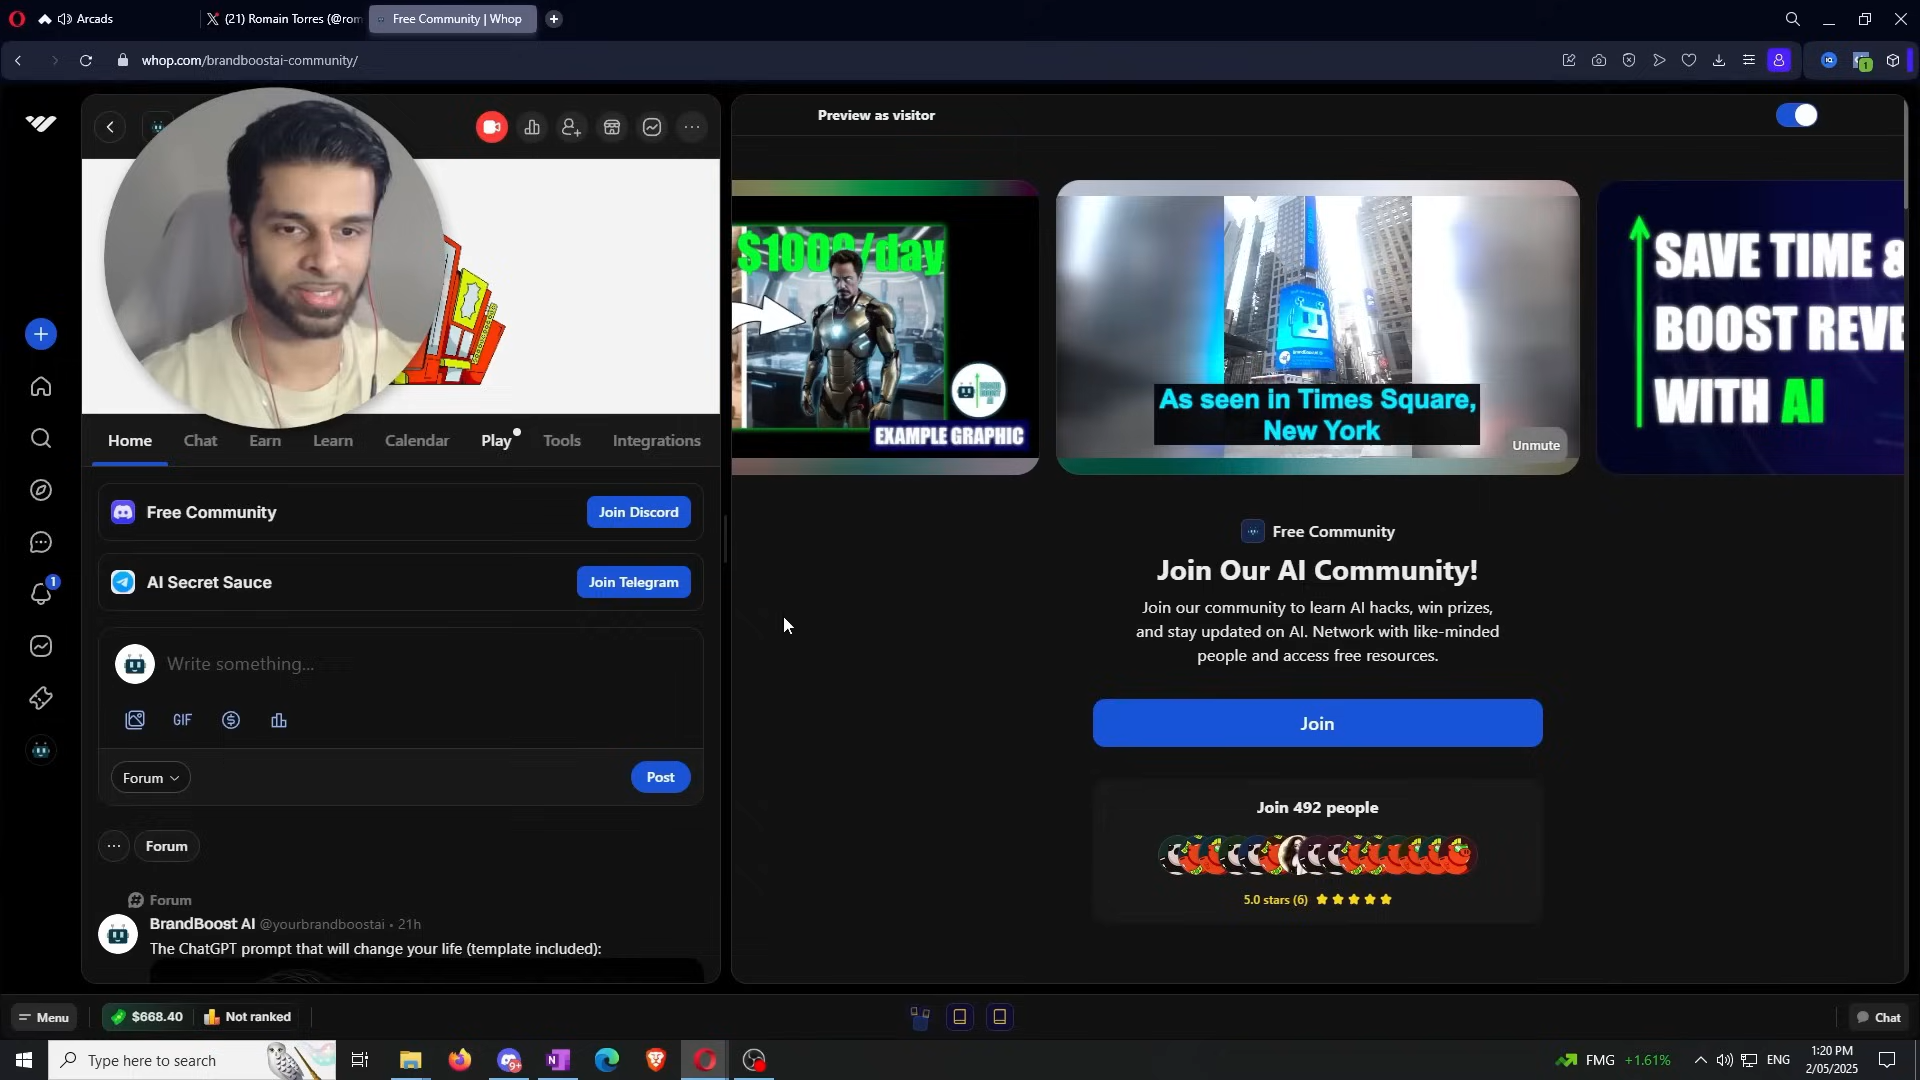 Arcads
(21) Romain Torres (@rom
Free Community | Whop
whop.com/brandboostai-community/
1
Preview as visitor
$1000/day
EXAMPLE GRAPHIC
As seen in Times Square,
New York
Unmute
SAVE TIME &
BOOST REVE
WITH AI
Home
Chat
Earn
Learn
Calendar
Play
Tools
Integrations
Free Community
Join Discord
AI Secret Sauce
Join Telegram
1
Write something...
GIF
Forum
Post
Forum
Forum
BrandBoost AI @yourbrandboostai • 21h
The ChatGPT prompt that will change your life (template included):
Free Community
Join Our AI Community!
Join our community to learn AI hacks, win prizes,
and stay updated on AI. Network with like-minded
people and access free resources.
Join
Join 492 people
5.0 stars (6)
Menu
$668.40
Not ranked
Chat
Type here to search
9+
FMG +1.61%
ENG
1:20 PM
2/05/2025